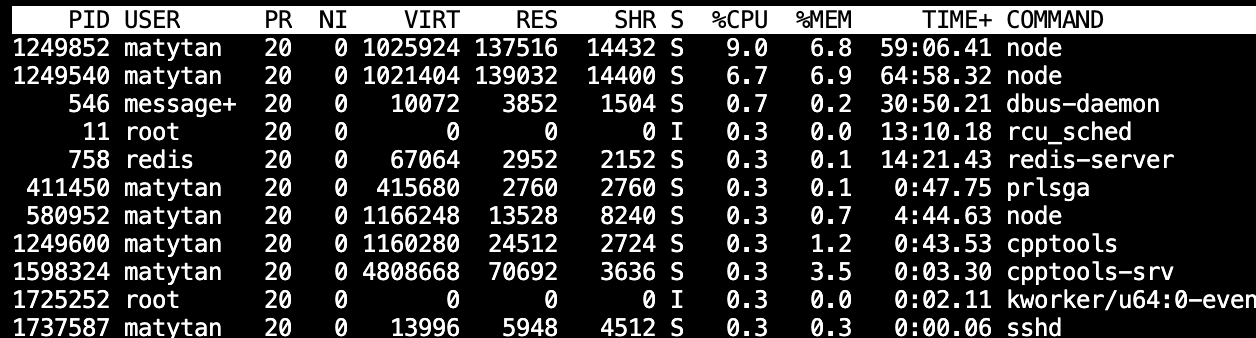 PID USER PR NI VIRT RES SHR S %CPU %MEM TIME+ COMMAND
1249852 matytan 20 0 1025924 137516 14432 S 9.0 6.8 59:06.41 node
1249540 matytan 20 0 1021404 139032 14400 S 6.7 6.9 64:58.32 node
546 message+ 20 0 10072 3852 1504 S 0.7 0.2 30:50.21 dbus-daemon
11 root 20 0 0 0 0 I 0.3 0.0 13:10.18 rcu_sched
758 redis 20 0 67064 2952 2152 S 0.3 0.1 14:21.43 redis-server
411450 matytan 20 0 415680 2760 2760 S 0.3 0.1 0:47.75 prlsga
580952 matytan 20 0 1166248 13528 8240 S 0.3 0.7 4:44.63 node
1249600 matytan 20 0 1160280 24512 2724 S 0.3 1.2 0:43.53 cpptools
1598324 matytan 20 0 4808668 70692 3636 S 0.3 3.5 0:03.30 cpptools-srv
1725252 root 20 0 0 0 0 I 0.3 0.0 0:02.11 kworker/u64:0-even
1737587 matytan 20 0 13996 5948 4512 S 0.3 0.3 0:00.06 sshd